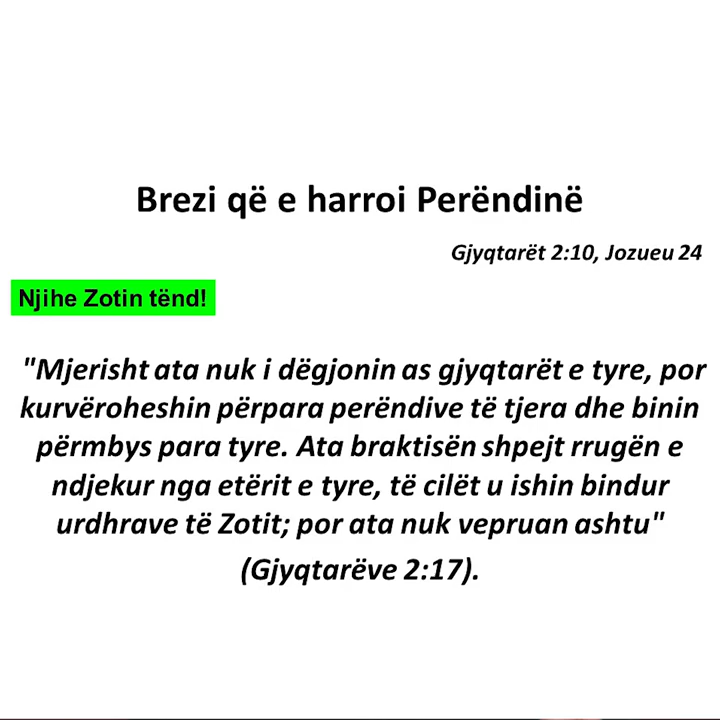 Brezi që e harroi Perëndinë
Gjyqtarët 2:10, Jozueu 24
Njihe Zotin tënd!
"Mjerisht ata nuk i dëgjonin as gjyqtarët e tyre, por
kurvëroheshin përpara perëndive të tjera dhe binin
përmbys para tyre. Ata braktisën shpejt rrugën e
ndjekur nga etërit e tyre, të cilët u ishin bindur
urdhrave të Zotit; por ata nuk vepruan ashtu"
(Gjyqtarëve 2:17).